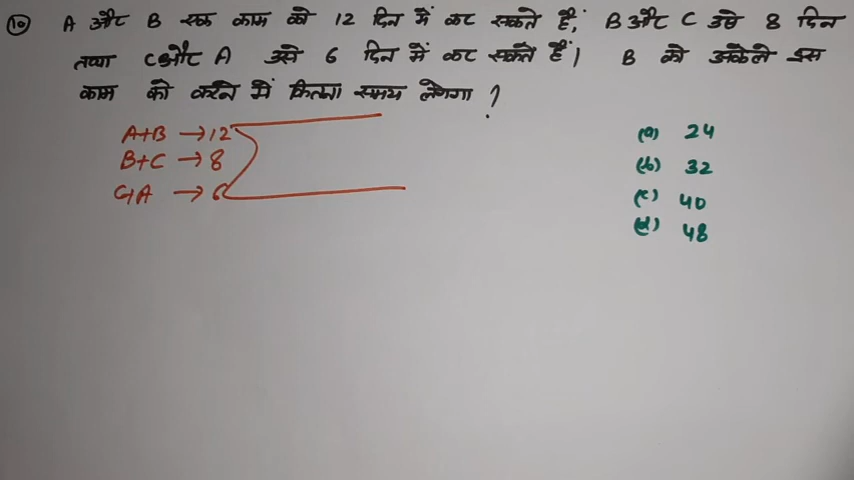 (10) A और B एक काम को 12 दिन में कर सकते हैं, B और C उसे 8 दिन
तथा C और A उसे 6 दिन में कर सकते हैं। B को अकेले इस
काम को करने में कितना समय लेगगा ?
A+B → 12
B+C → 8
C+A → 6
(a) 24
(b) 32
(c) 40
(d) 48